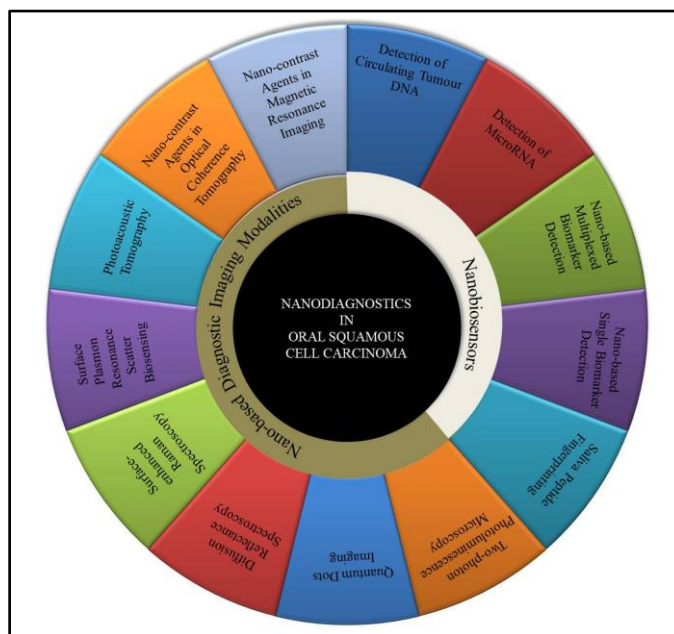 NANODIAGNOSTICS
IN
ORAL SQUAMOUS
CELL CARCINOMA
Nanobiosensors
Nano-based Diagnostic Imaging Modalities
Detection of
Circulating Tumour
DNA
Detection of
MicroRNA
Nano-based
Multiplexed
Biomarker
Detection
Nano-based
Single Biomarker
Detection
Saliva Peptide
Fingerprinting
Two-photon
Photoluminescence
Microscopy
Quantum Dots
Imaging
Diffusion
Reflectance
Spectroscopy
Surface-
enhanced
Raman
Spectroscopy
Surface
Plasmon
Resonance
Scatter
Biosensing
Photoacoustic
Tomography
Nano-contrast
Agents in
Optical
Coherence
Tomography
Nano-contrast
Agents in
Magnetic
Resonance
Imaging